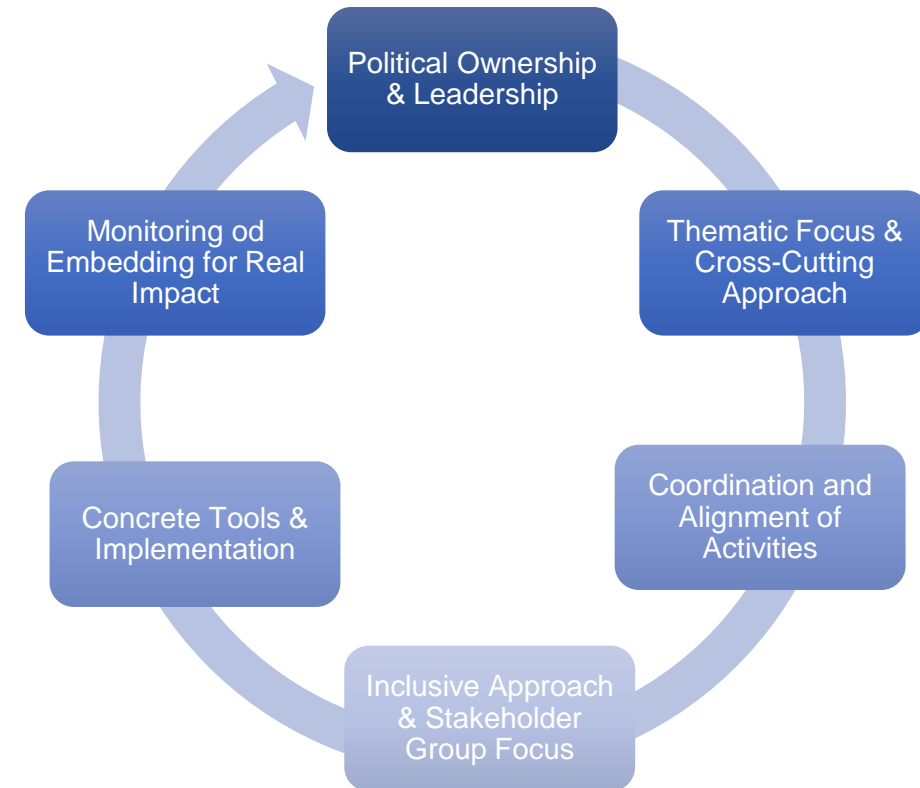 Political Ownership
& Leadership
Thematic Focus &
Cross-Cutting
Approach
Coordination and
Alignment of
Activities
Inclusive Approach
& Stakeholder
Group Focus
Concrete Tools &
Implementation
Monitoring od
Embedding for Real
Impact